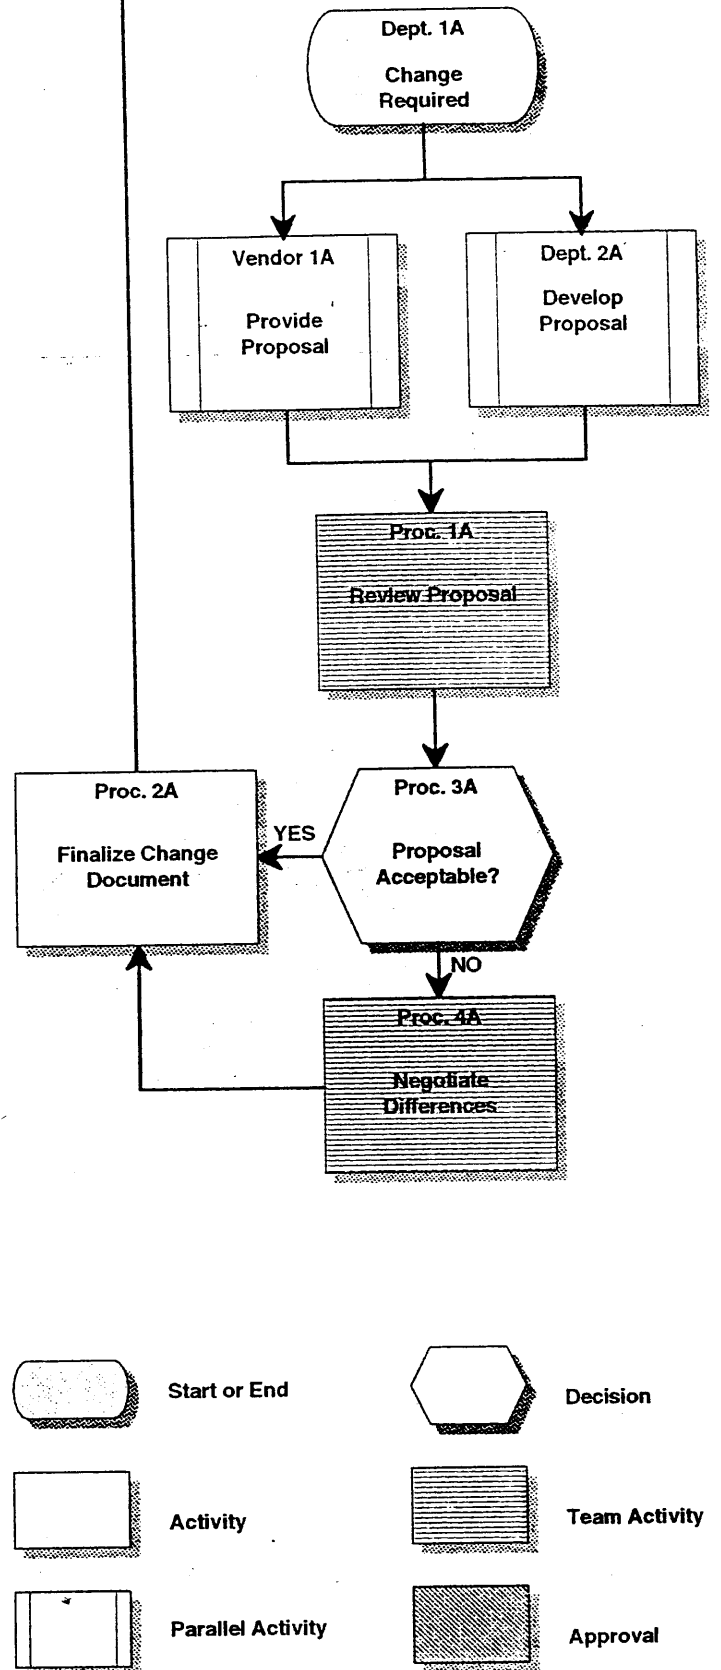 Dept. 1A
Change
Required
Vendor 1A
Provide
Proposal
Dept. 2A
Develop
Proposal
Proc. 1A
Review Proposal
Proc. 2A
Finalize Change
Document
YES
Proc. 3A
Proposal
Acceptable?
NO
Proc. 4A
Negotiate
Differences
Start or End
Decision
Activity
Team Activity
Parallel Activity
Approval